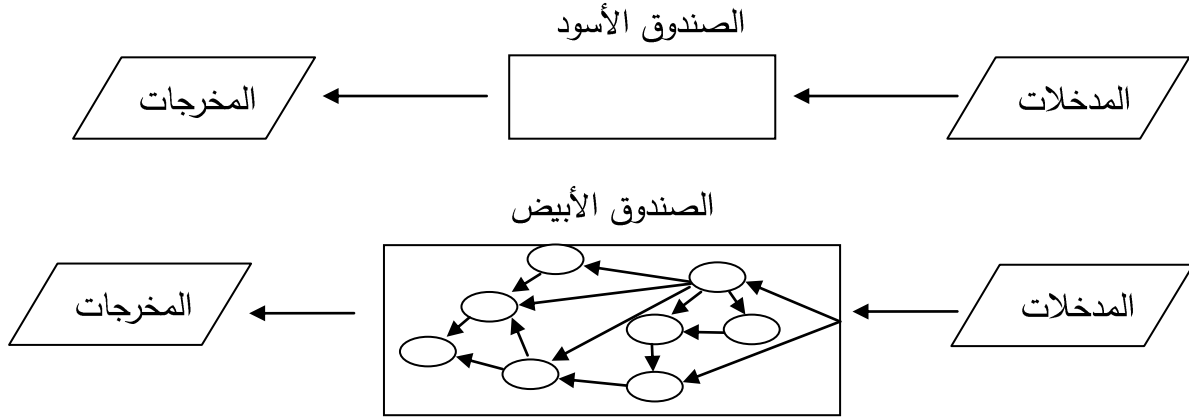 الصندوق الأسود
المدخلات
المخرجات
الصندوق الأبيض
المدخلات
المخرجات